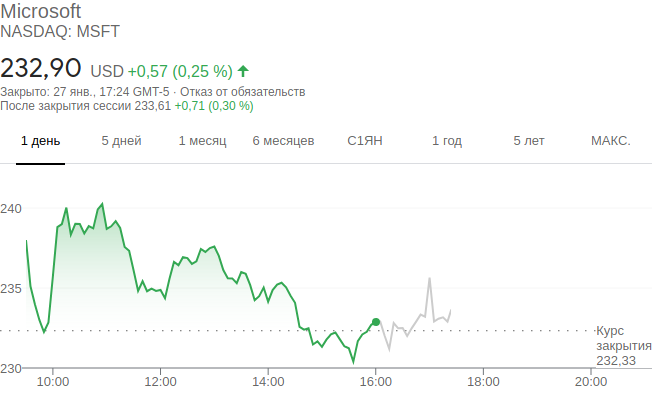 Microsoft
NASDAQ: MSFT
232,90 USD +0,57 (0,25 %)
Закрыто: 27 янв., 17:24 GMT-5 · Отказ от обязательств
После закрытия сессии 233,61 +0,71 (0,30 %)
1 день 5 дней 1 месяц 6 месяцев С1ЯН 1 год 5 лет МАКС.
240
235
Курс
закрытия
232,33
230
10:00 12:00 14:00 16:00 18:00 20:00